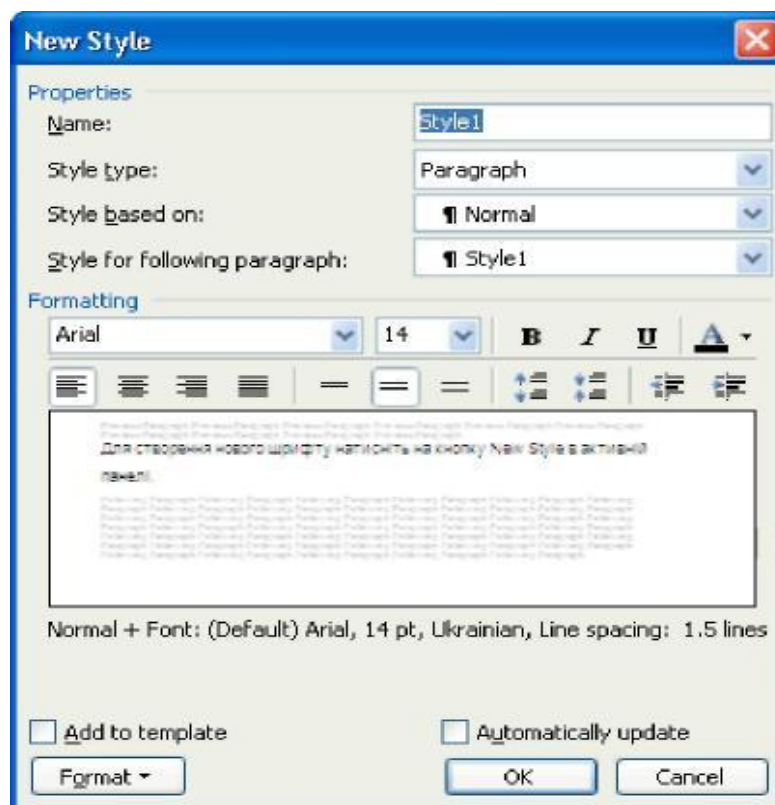 New Style
Properties
Name: Style1
Style type: Paragraph
Style based on: ¶ Normal
Style for following paragraph: ¶ Style1
Formatting
Arial 14 B I U A
Для створення нового шрифту натисніть на кнопку New Style в активній
панелі.
Normal + Font: (Default) Arial, 14 pt, Ukrainian, Line spacing: 1.5 lines
Add to template Automatically update
Format OK Cancel